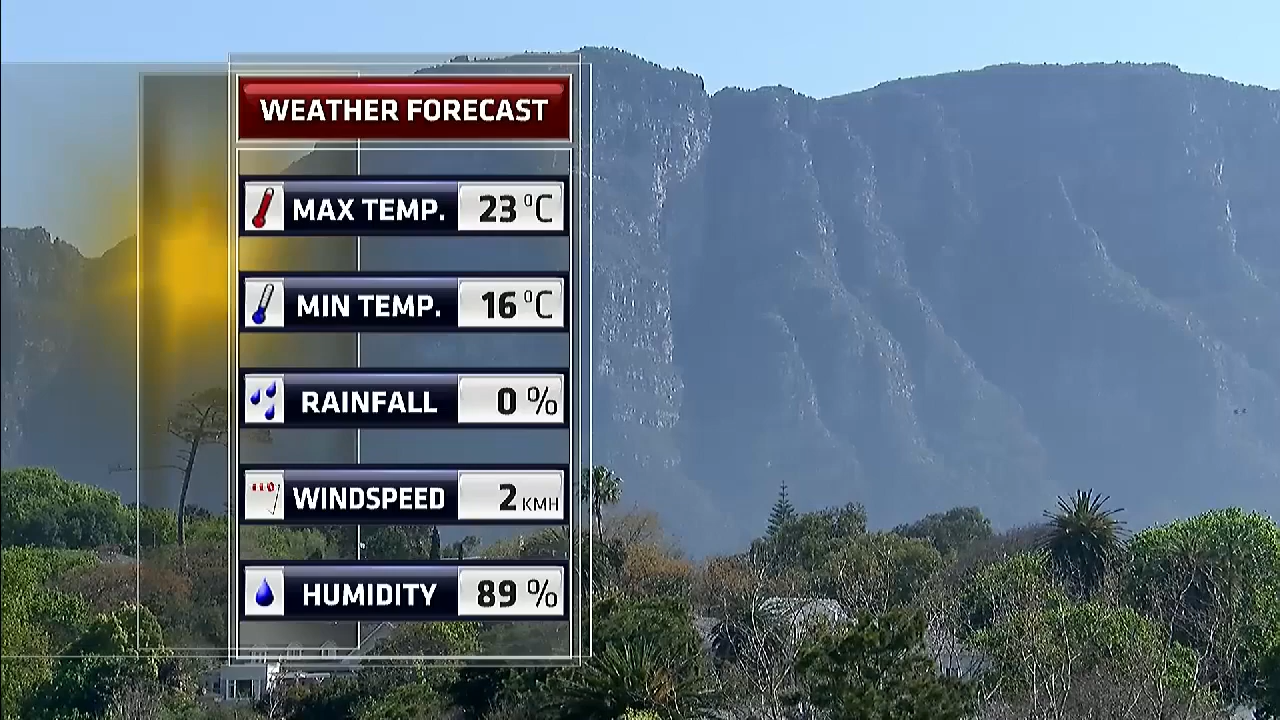 WEATHER FORECAST
MAX TEMP. 23 °C
MIN TEMP. 16 °C
RAINFALL 0 %
WINDSPEED 2 KMH
HUMIDITY 89 %